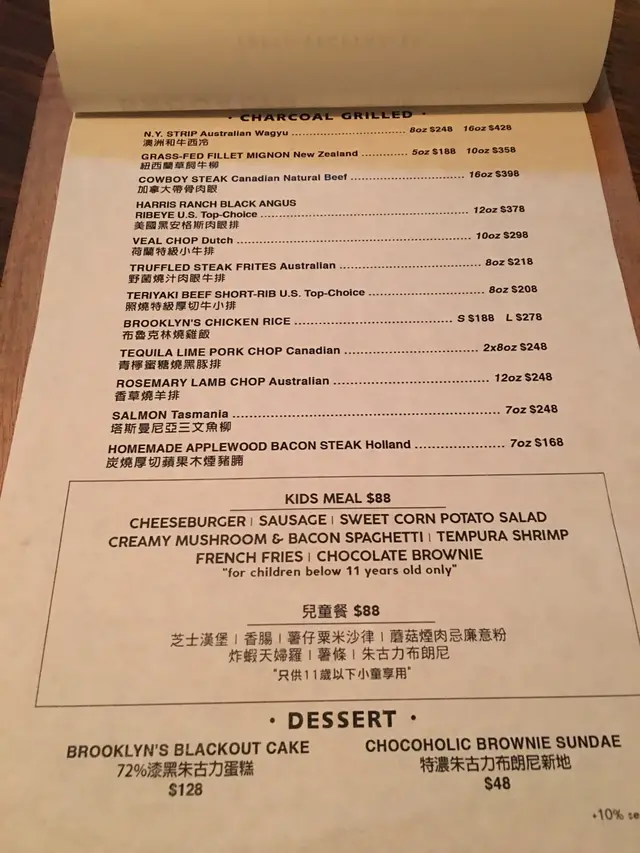 · CHARCOAL GRILLED ·
N.Y. STRIP Australian Wagyu ........................ 8oz $248 16oz $428
澳洲和牛西冷
GRASS-FED FILLET MIGNON New Zealand ............ 5oz $188 10oz $358
紐西蘭草飼牛柳
COWBOY STEAK Canadian Natural Beef ........................ 16oz $398
加拿大帶骨肉眼
HARRIS RANCH BLACK ANGUS
RIBEYE U.S. Top-Choice ........................ 12oz $378
美國黑安格斯肉眼排
VEAL CHOP Dutch ........................ 10oz $298
荷蘭特級小牛排
TRUFFLED STEAK FRITES Australian ........................ 8oz $218
野菌燒汁肉眼牛排
TERIYAKI BEEF SHORT-RIB U.S. Top-Choice ........................ 8oz $208
照燒特級厚切牛小排
BROOKLYN'S CHICKEN RICE ........................ S $188 L $278
布魯克林燒雞飯
TEQUILA LIME PORK CHOP Canadian ........................ 2x8oz $248
青檸蜜糖燒黑豚排
ROSEMARY LAMB CHOP Australian ........................ 12oz $248
香草燒羊排
SALMON Tasmania ........................ 7oz $248
塔斯曼尼亞三文魚柳
HOMEMADE APPLEWOOD BACON STEAK Holland ........................ 7oz $168
炭燒厚切蘋果木煙豬腩
KIDS MEAL $88
CHEESEBURGER | SAUSAGE | SWEET CORN POTATO SALAD
CREAMY MUSHROOM & BACON SPAGHETTI | TEMPURA SHRIMP
FRENCH FRIES | CHOCOLATE BROWNIE
"for children below 11 years old only"
兒童餐 $88
芝士漢堡 | 香腸 | 薯仔粟米沙律 | 蘑菇煙肉忌廉意粉
炸蝦天婦羅 | 薯條 | 朱古力布朗尼
"只供11歲以下小童享用"
· DESSERT ·
BROOKLYN'S BLACKOUT CAKE CHOCOHOLIC BROWNIE SUNDAE
72%漆黑朱古力蛋糕 特濃朱古力布朗尼新地
$128 $48
+10% se